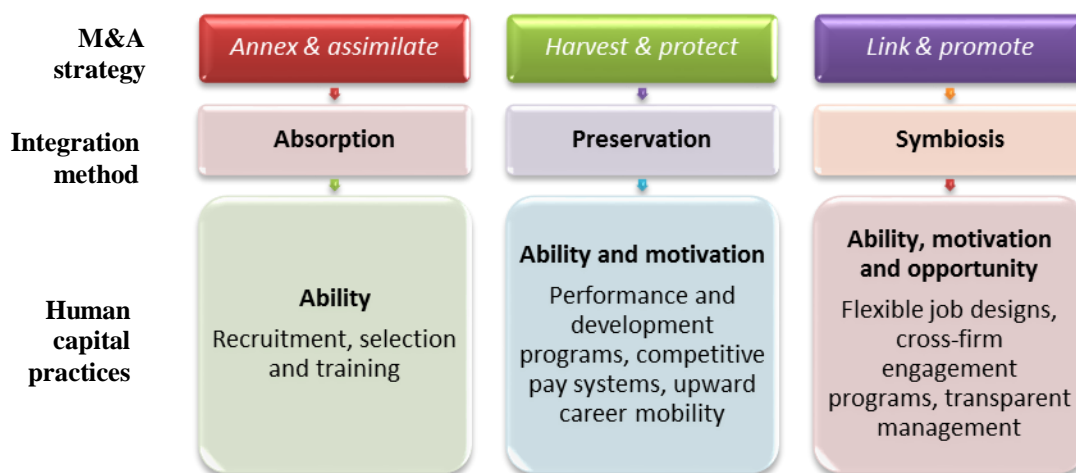 M&A
strategy
Annex & assimilate
Harvest & protect
Link & promote
Integration
method
Absorption
Preservation
Symbiosis
Human
capital
practices
Ability
Recruitment, selection
and training
Ability and motivation
Performance and
development
programs, competitive
pay systems, upward
career mobility
Ability, motivation
and opportunity
Flexible job designs,
cross-firm
engagement
programs, transparent
management